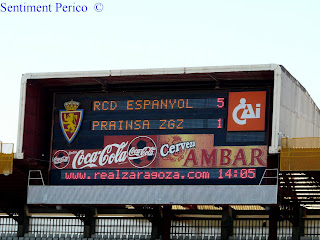 Sentiment Perico ©
RCD ESPANYOL 5
PRAINSA ZGZ 1
CAi
Coca-Cola Coca-Cola Cerveza AMBAR
www.realzaragoza.com 14:05